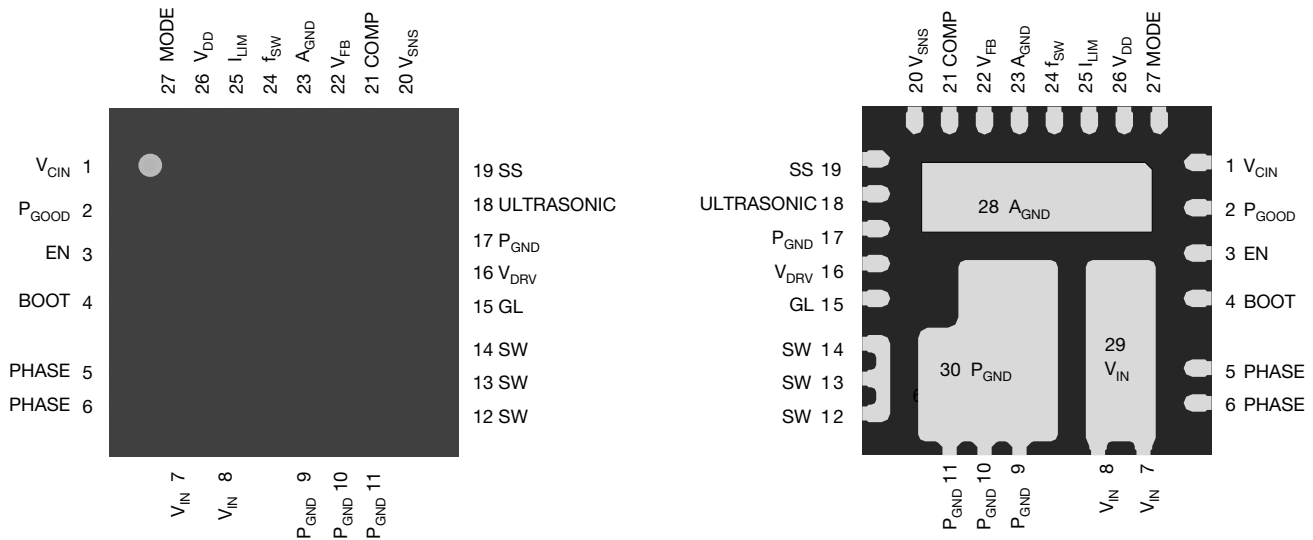 27 MODE
26 VDD
25 ILIM
24 fSW
23 AGND
22 VFB
21 COMP
20 VSNS
VCIN 1
PGOOD 2
EN 3
BOOT 4
PHASE 5
PHASE 6
19 SS
18 ULTRASONIC
17 PGND
16 VDRV
15 GL
14 SW
13 SW
12 SW
VIN 7
VIN 8
PGND 9
PGND 10
PGND 11
20 VSNS
21 COMP
22 VFB
23 AGND
24 fSW
25 ILIM
26 VDD
27 MODE
SS 19
ULTRASONIC 18
PGND 17
VDRV 16
GL 15
SW 14
SW 13
SW 12
28 AGND
30 PGND
6
29
VIN
1 VCIN
2 PGOOD
3 EN
4 BOOT
5 PHASE
6 PHASE
PGND 11
PGND 10
PGND 9
VIN 8
VIN 7